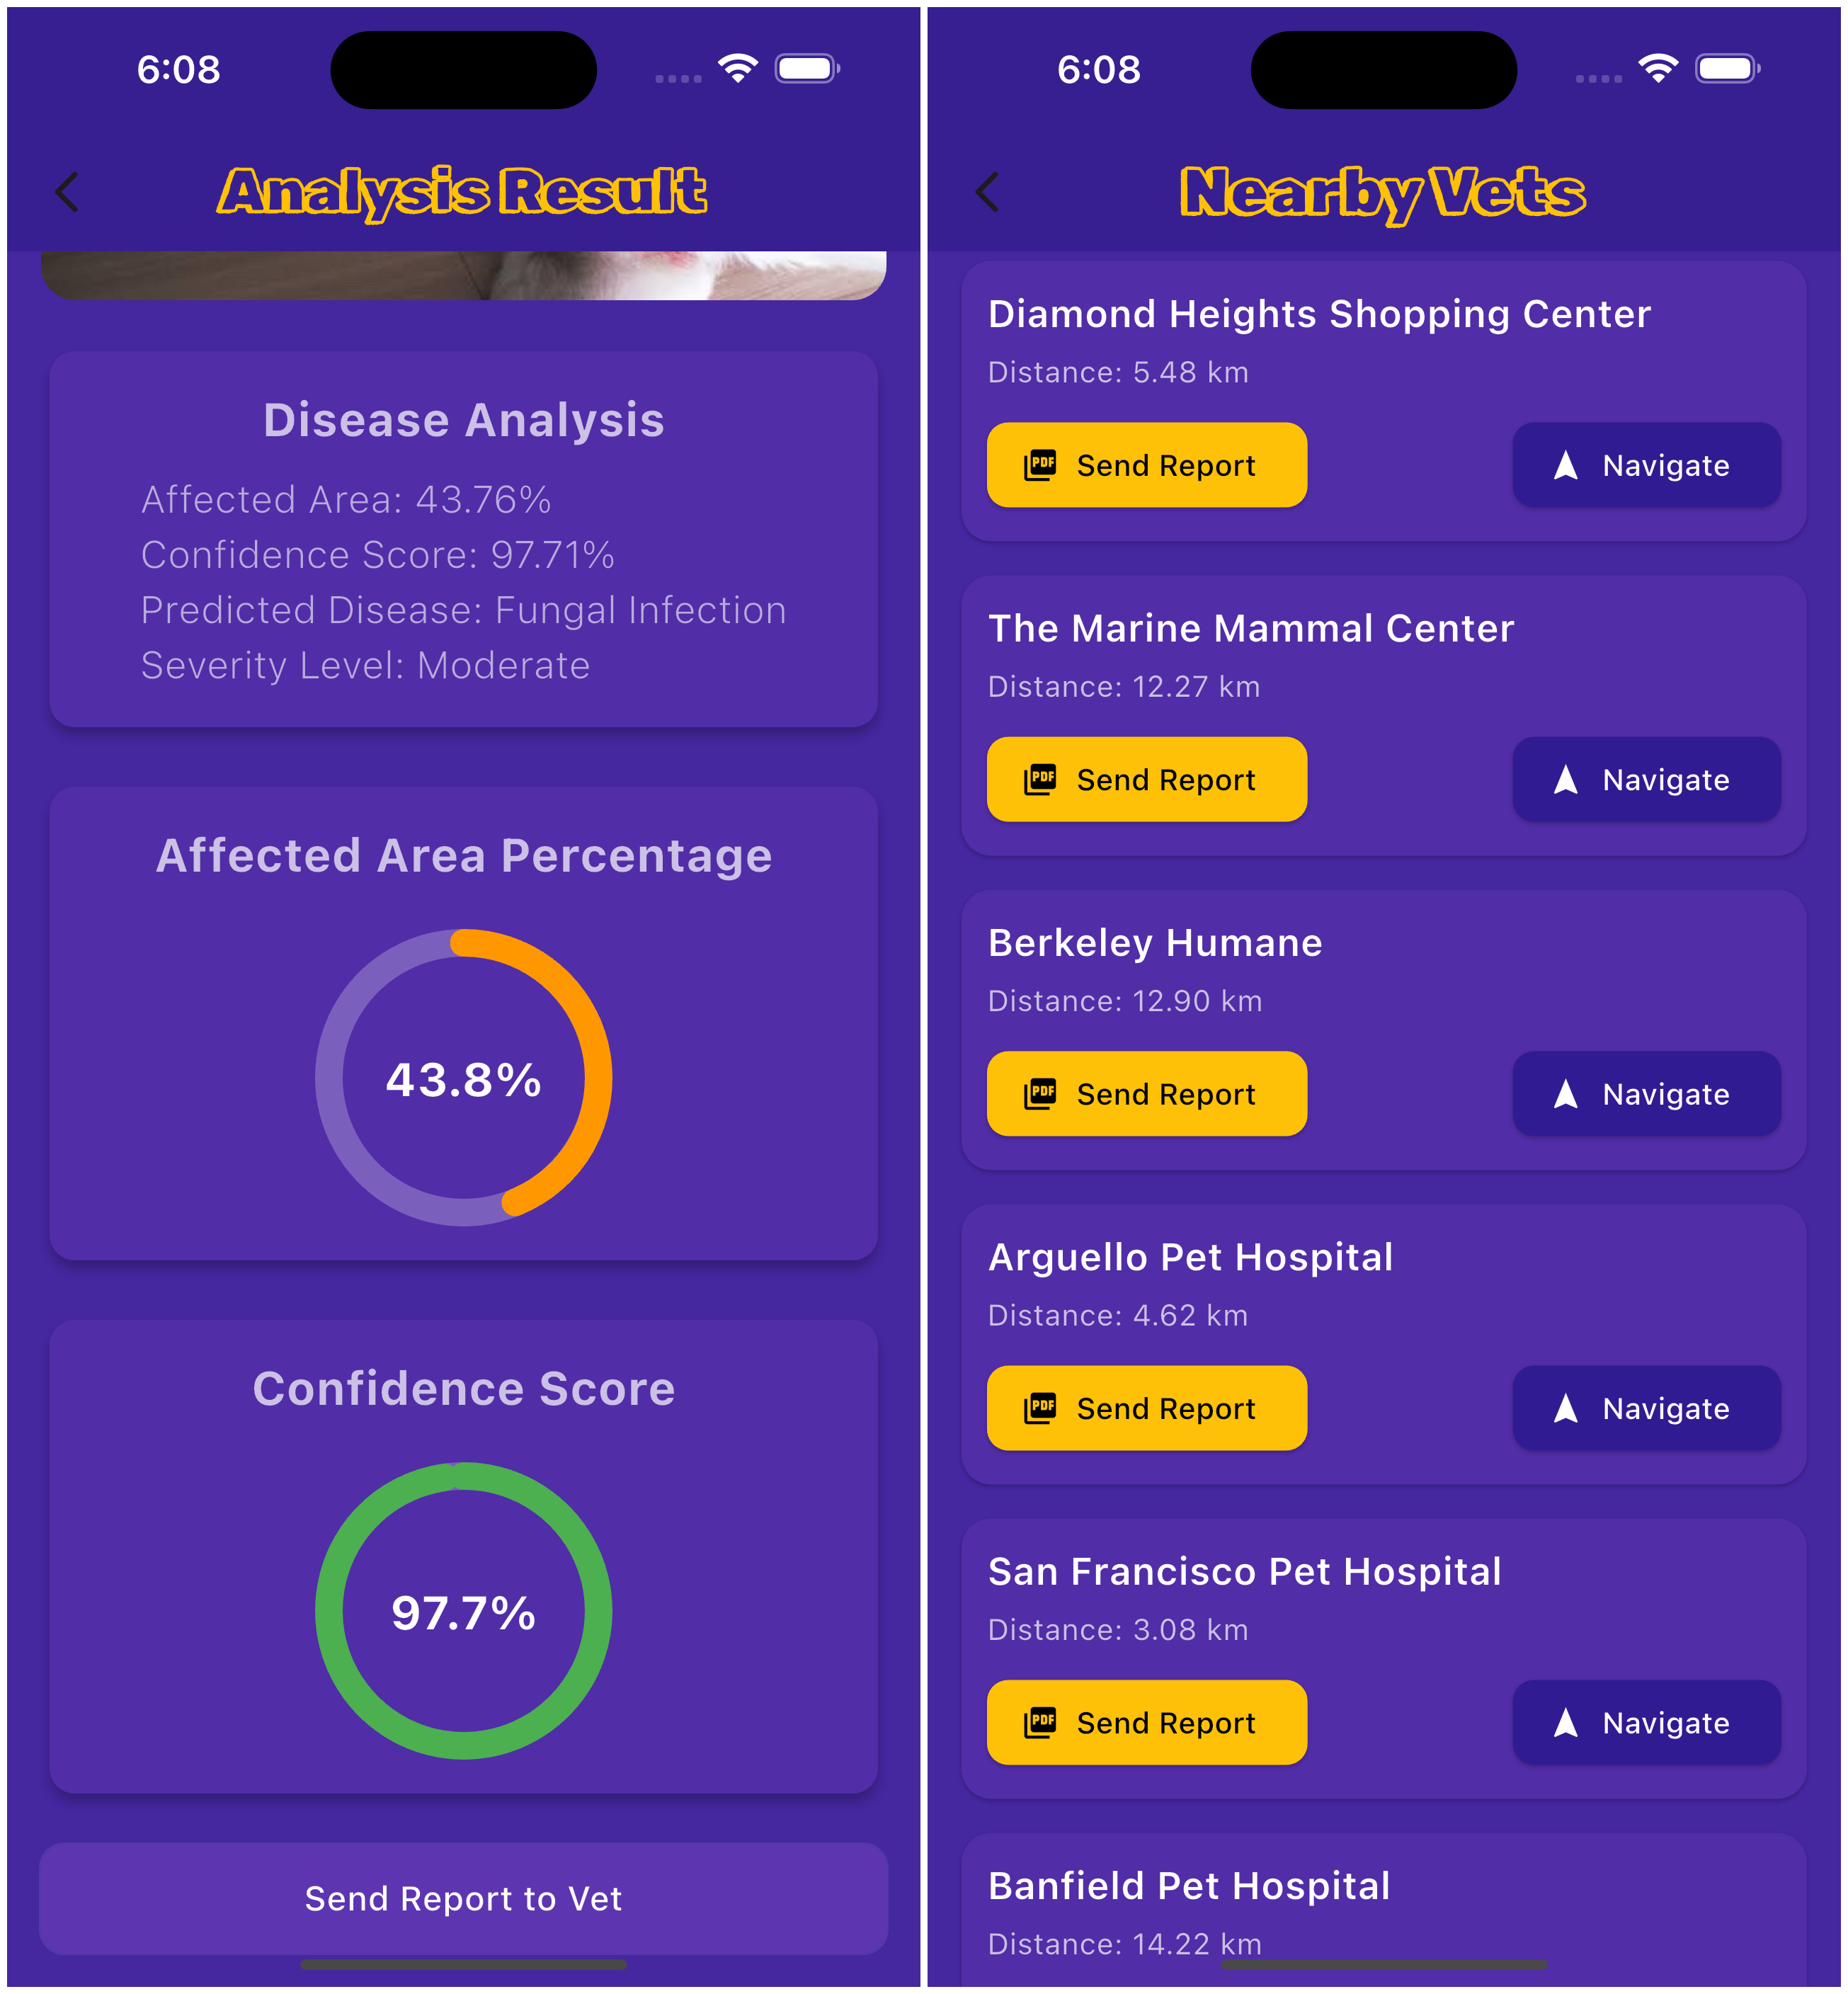 6:08
Analysis Result
Disease Analysis
Affected Area: 43.76%
Confidence Score: 97.71%
Predicted Disease: Fungal Infection
Severity Level: Moderate
Affected Area Percentage
43.8%
Confidence Score
97.7%
Send Report to Vet
6:08
Nearby Vets
Diamond Heights Shopping Center
Distance: 5.48 km
PDF Send Report Navigate
The Marine Mammal Center
Distance: 12.27 km
PDF Send Report Navigate
Berkeley Humane
Distance: 12.90 km
PDF Send Report Navigate
Arguello Pet Hospital
Distance: 4.62 km
PDF Send Report Navigate
San Francisco Pet Hospital
Distance: 3.08 km
PDF Send Report Navigate
Banfield Pet Hospital
Distance: 14.22 km